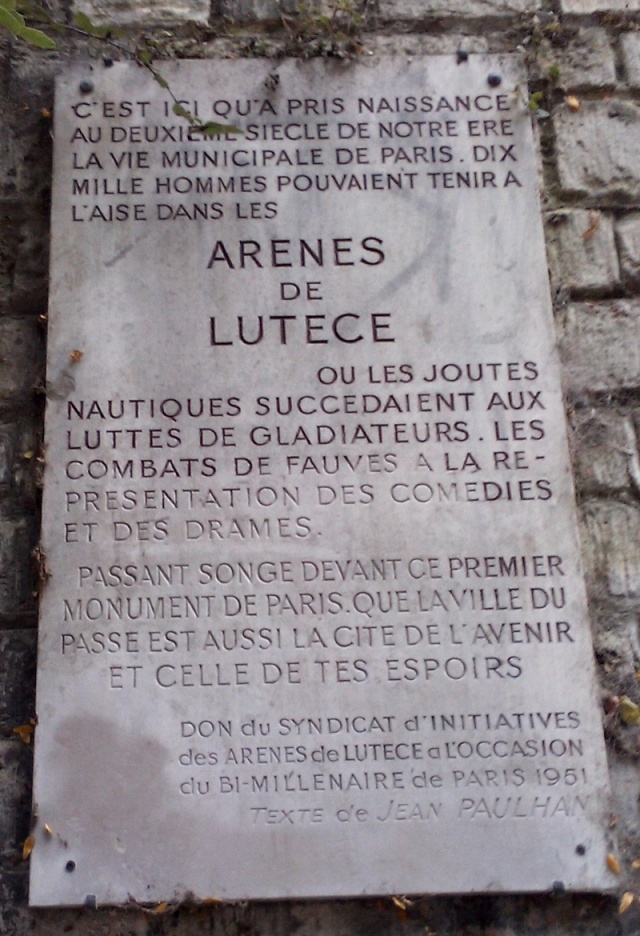 C'EST ICI QU'A PRIS NAISSANCE
AU DEUXIEME SIECLE DE NOTRE ERE
LA VIE MUNICIPALE DE PARIS. DIX
MILLE HOMMES POUVAIENT TENIR A
L'AISE DANS LES
ARENES
DE
LUTECE
OU LES JOUTES
NAUTIQUES SUCCEDAIENT AUX
LUTTES DE GLADIATEURS. LES
COMBATS DE FAUVES A LA RE-
PRESENTATION DES COMEDIES
ET DES DRAMES.
PASSANT SONGE DEVANT CE PREMIER
MONUMENT DE PARIS. QUE LA VILLE DU
PASSE EST AUSSI LA CITE DE L'AVENIR
ET CELLE DE TES ESPOIRS
DON du SYNDICAT d'INITIATIVES
des ARENES de LUTECE a L'OCCASION
du BI-MILLENAIRE de PARIS 1951
TEXTE de JEAN PAULHAN